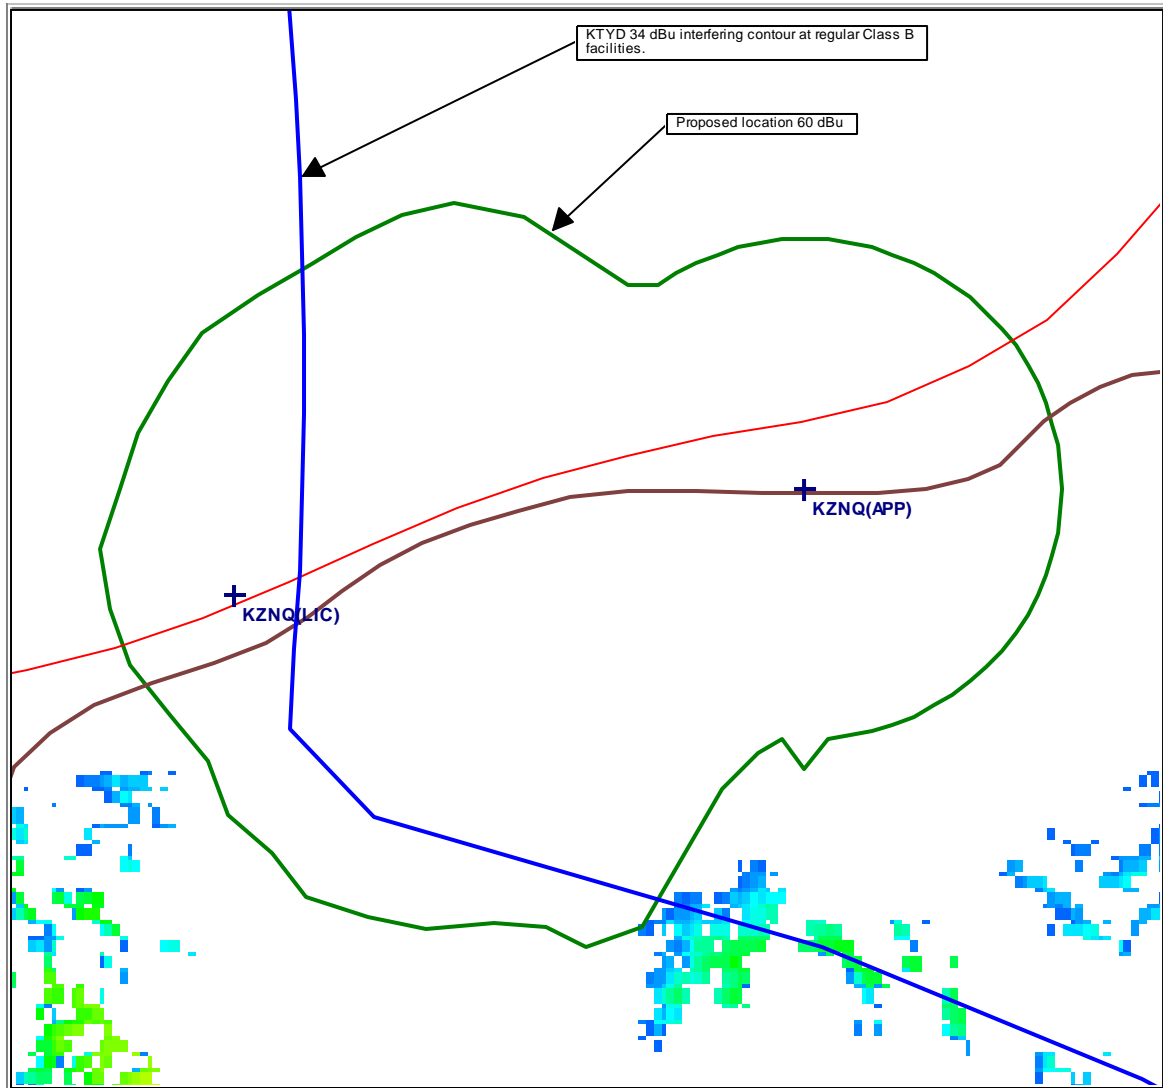 KTYD 34 dBu interfering contour at regular Class B
facilities.
Proposed location 60 dBu
KZNQ(APP)
KZNQ(LIC)